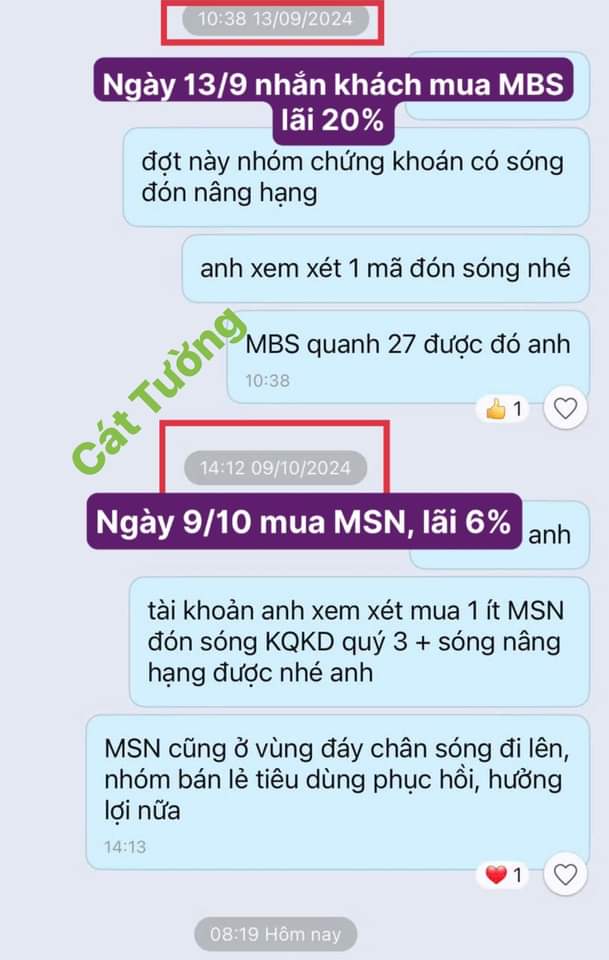 10:38 13/09/2024
Ngày 13/9 nhắn khách mua MBS
lãi 20%
đợt này nhóm chứng khoán có sóng
đón nâng hạng
anh xem xét 1 mã đón sóng nhé
MBS quanh 27 được đó anh
10:38
👍 1
Cát Tường
14:12 09/10/2024
Ngày 9/10 mua MSN, lãi 6%
anh
tài khoản anh xem xét mua 1 ít MSN
đón sóng KQKD quý 3 + sóng nâng
hạng được nhé anh
MSN cũng ở vùng đáy chân sóng đi lên,
nhóm bán lẻ tiêu dùng phục hồi, hưởng
lợi nữa
14:13
❤️ 1
08:19 Hôm nay